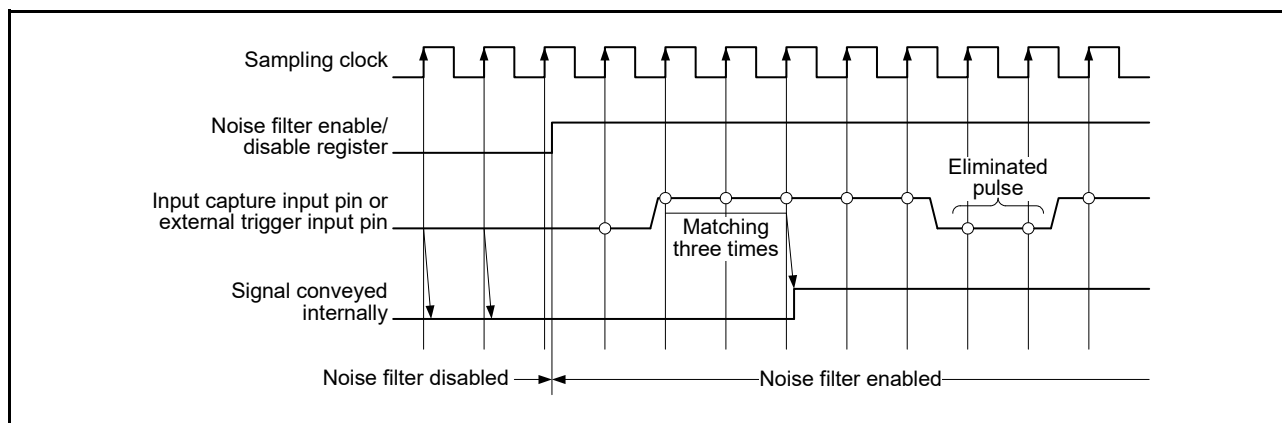 Sampling clock
Noise filter enable/
disable register
Eliminated
pulse
Input capture input pin or
external trigger input pin
Matching
three times
Signal conveyed
internally
Noise filter disabled
Noise filter enabled